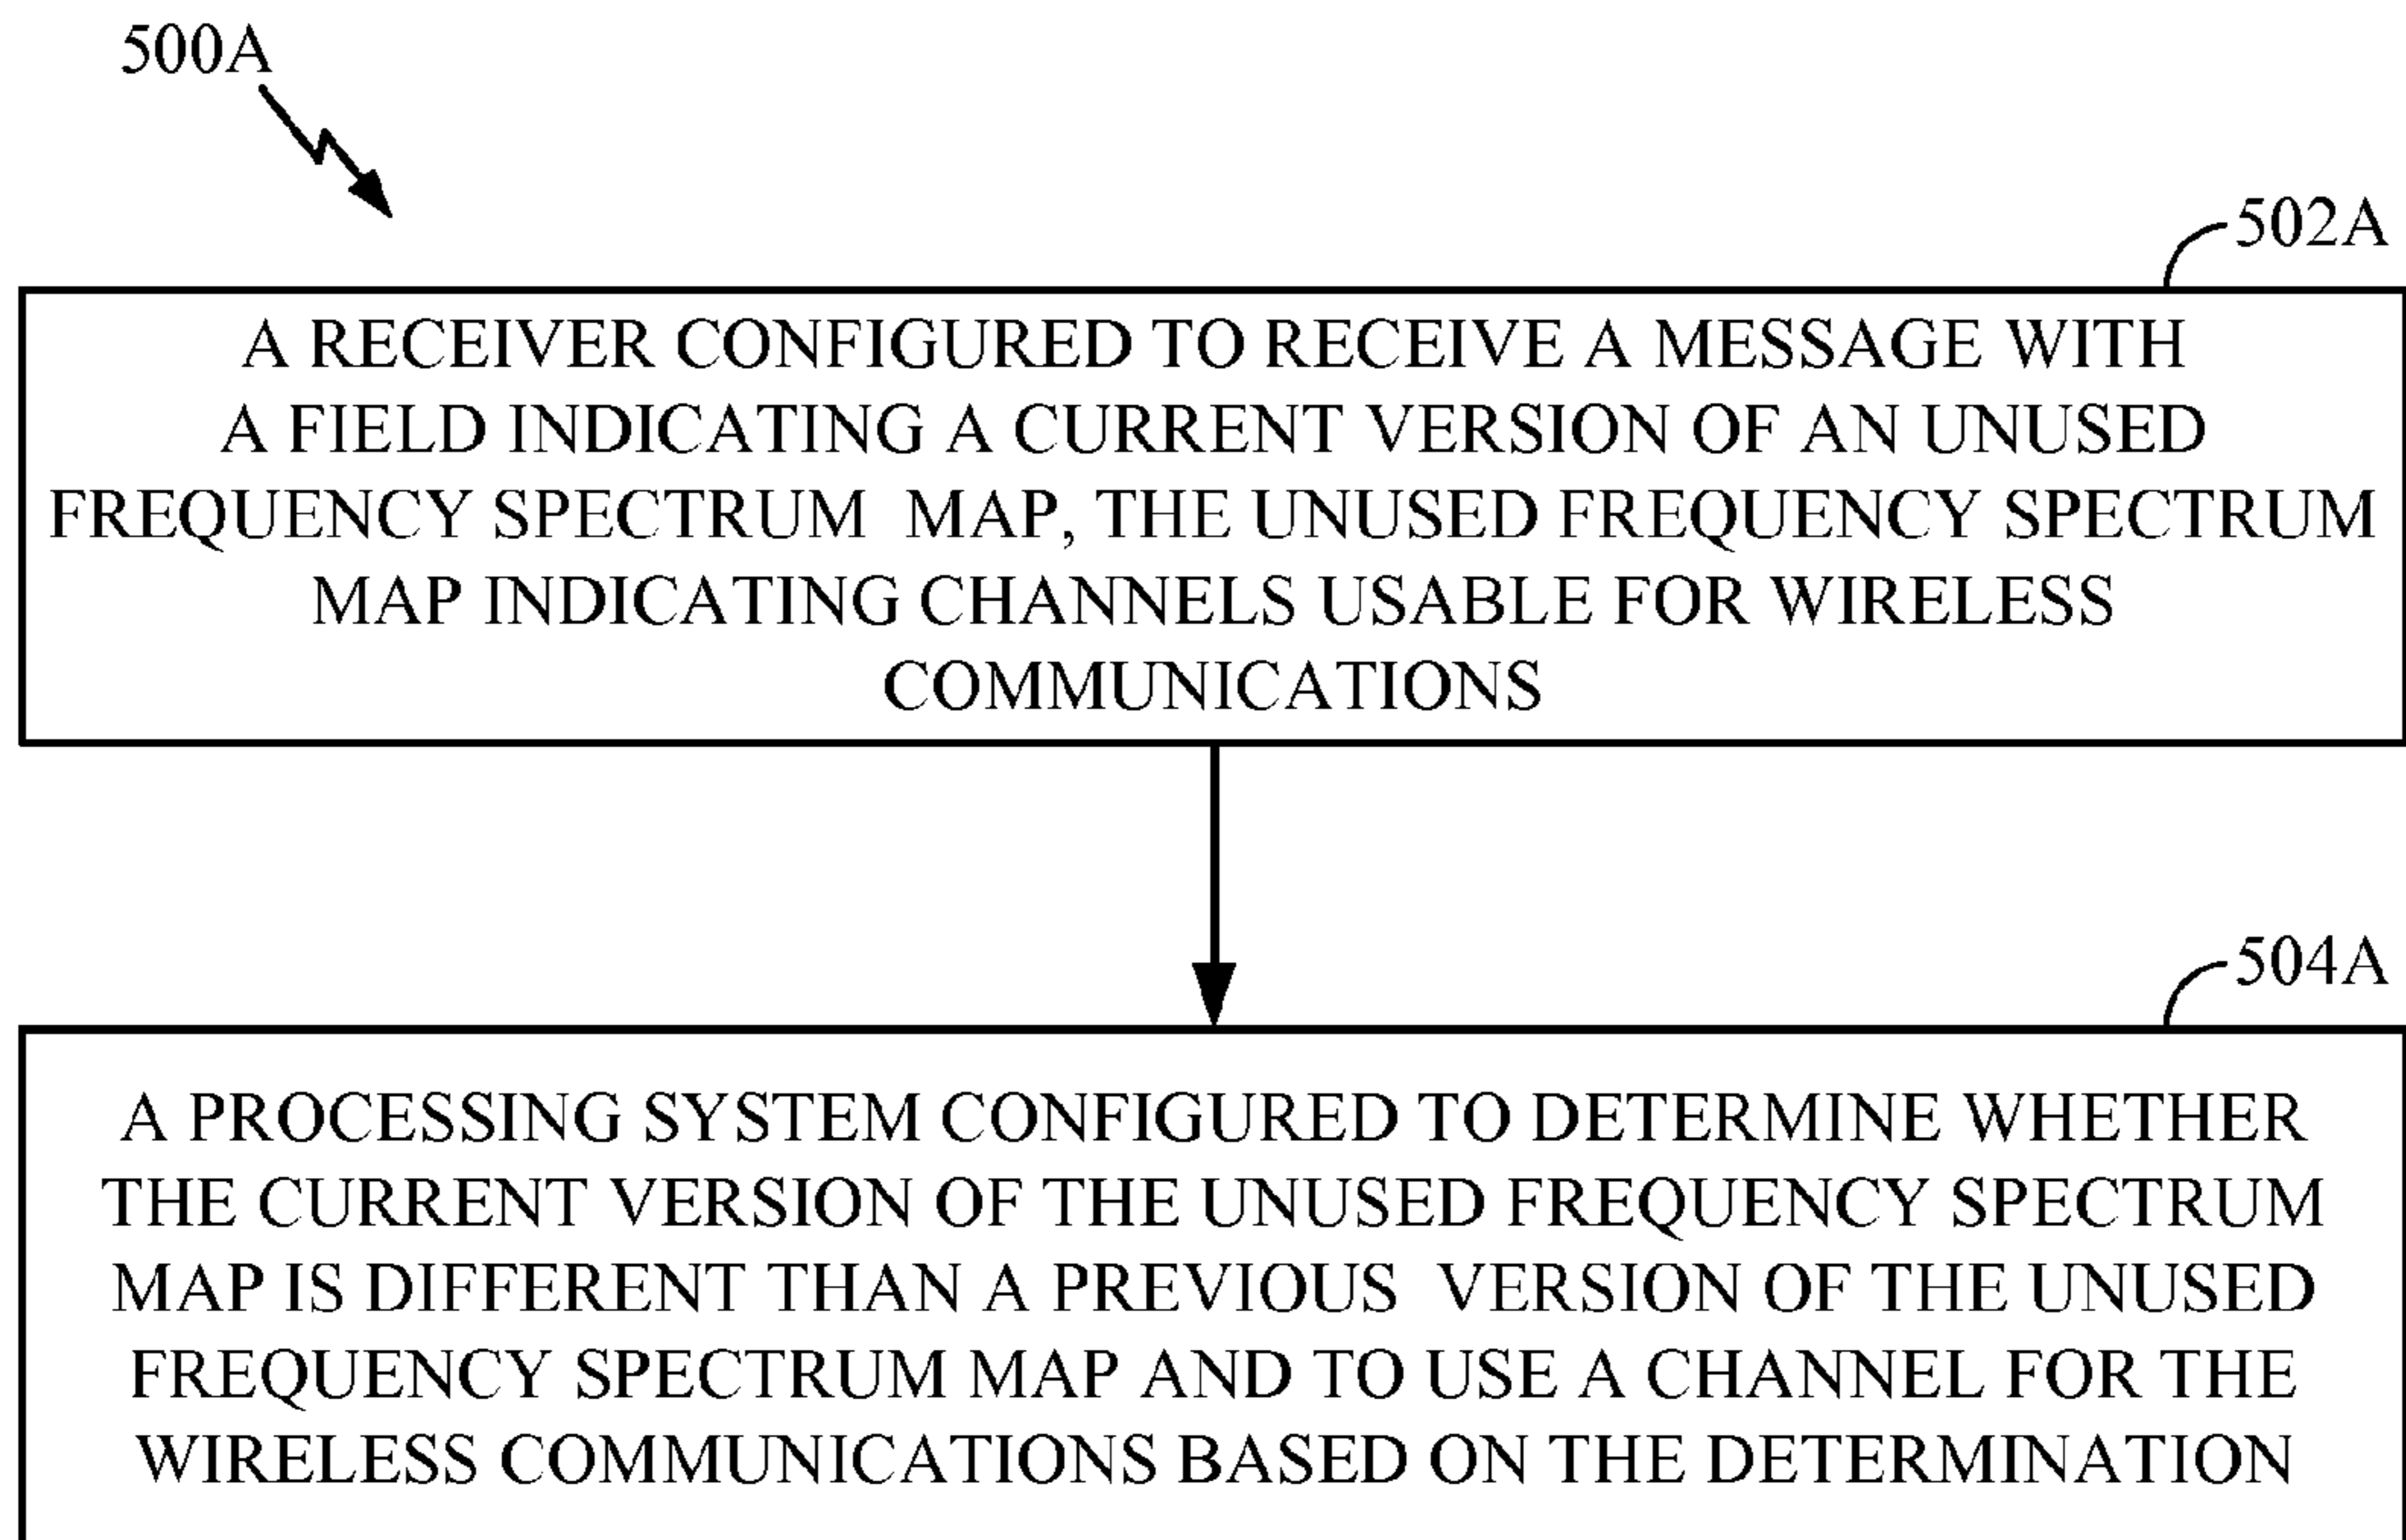 500A
502A
A RECEIVER CONFIGURED TO RECEIVE A MESSAGE WITH
A FIELD INDICATING A CURRENT VERSION OF AN UNUSED
FREQUENCY SPECTRUM MAP, THE UNUSED FREQUENCY SPECTRUM
MAP INDICATING CHANNELS USABLE FOR WIRELESS
COMMUNICATIONS
504A
A PROCESSING SYSTEM CONFIGURED TO DETERMINE WHETHER
THE CURRENT VERSION OF THE UNUSED FREQUENCY SPECTRUM
MAP IS DIFFERENT THAN A PREVIOUS VERSION OF THE UNUSED
FREQUENCY SPECTRUM MAP AND TO USE A CHANNEL FOR THE
WIRELESS COMMUNICATIONS BASED ON THE DETERMINATION